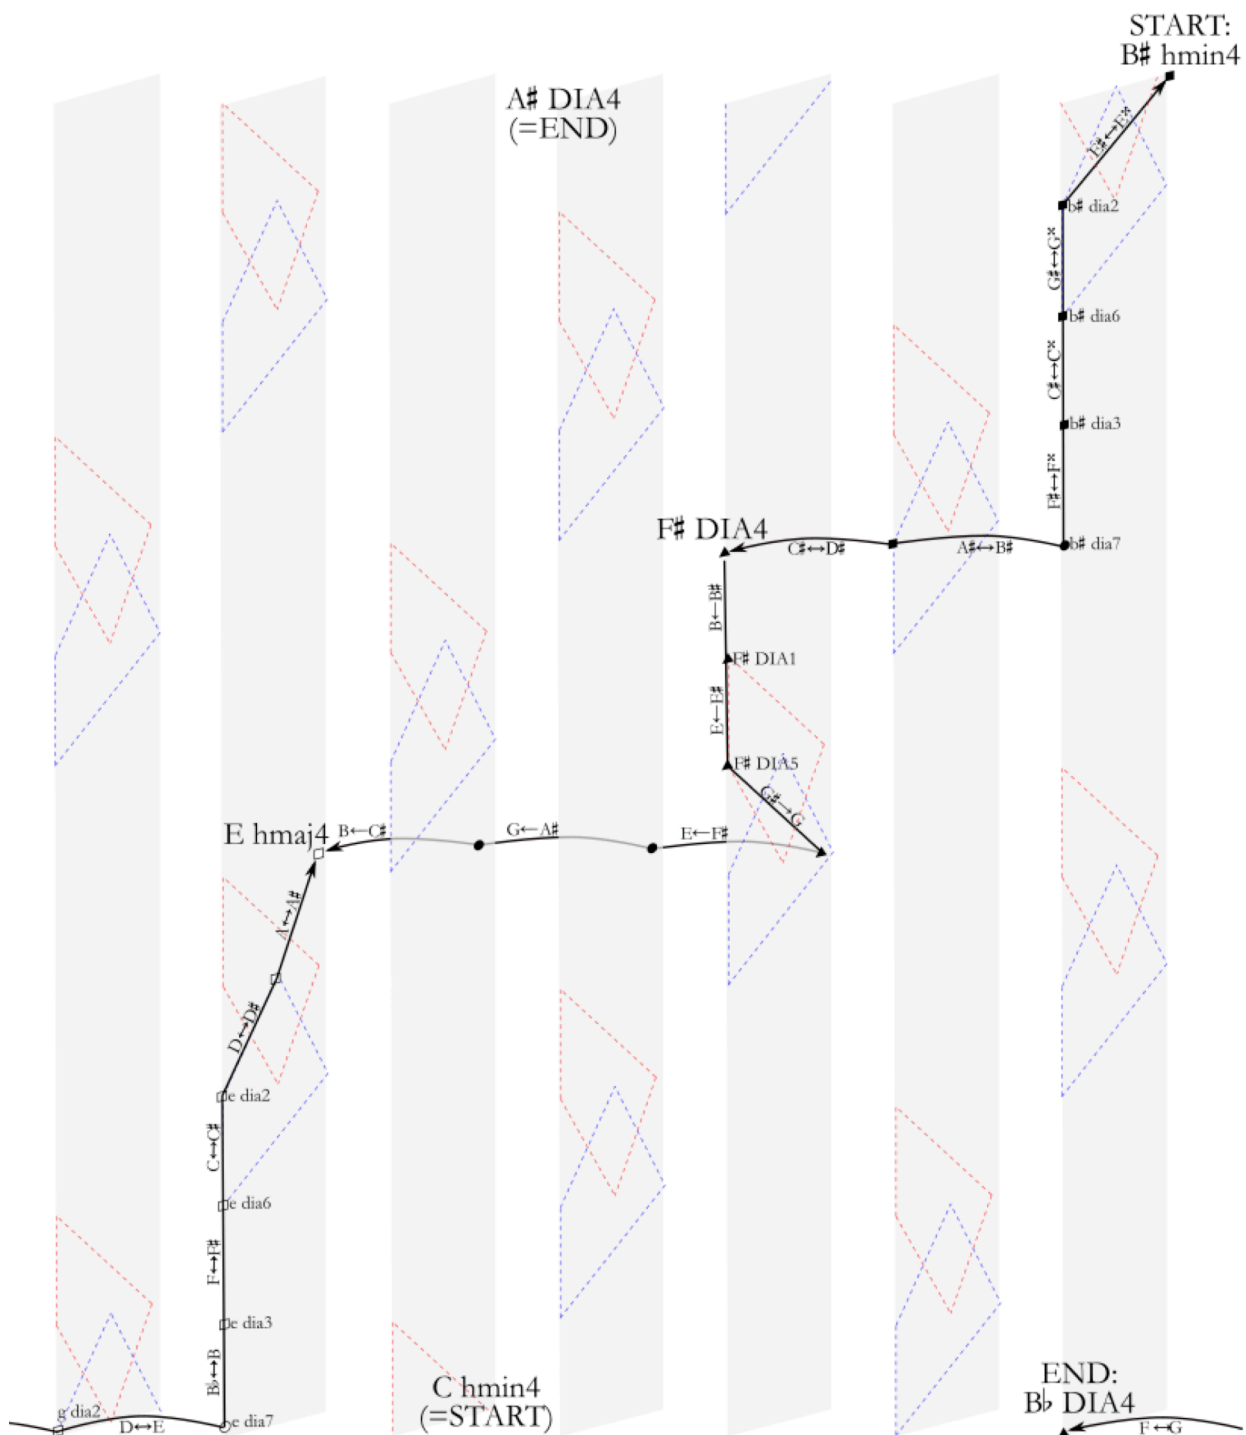 START:
B♯ hmin4
A♯ DIA4
(=END)
E♯↔E𝄪
b♯ dia2
G♯↔G𝄪
b♯ dia6
C♯↔C𝄪
b♯ dia3
F♯↔F𝄪
F♯ DIA4
C♯↔D♯
A♯↔B♯
b♯ dia7
B←B♯
F♯ DIA1
E←E♯
F♯ DIA5
G♯→G
E hmaj4
B←C♯
G←A♯
E←F♯
A↔A♯
D↔D♯
e dia2
C↔C♯
e dia6
F↔F♯
e dia3
B♭↔B
C hmin4
(=START)
END:
B♭ DIA4
g dia2
D↔E
e dia7
F↔G